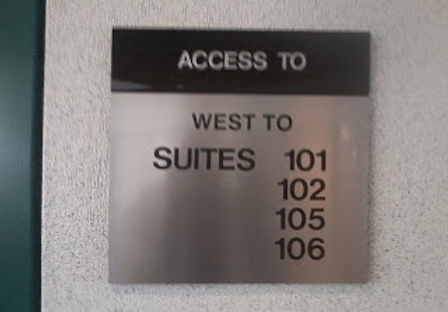 ACCESS TO
WEST TO
SUITES 101
102
105
106